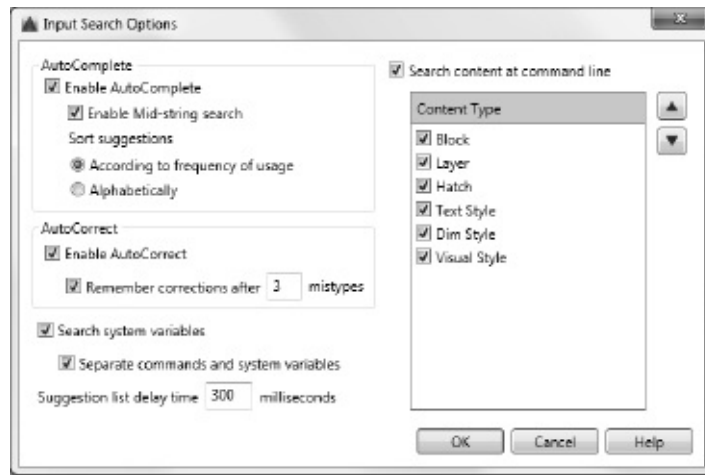 Input Search Options
AutoComplete
Enable AutoComplete
Enable Mid-string search
Sort suggestions
According to frequency of usage
Alphabetically
AutoCorrect
Enable AutoCorrect
Remember corrections after 3 mistypes
Search system variables
Separate commands and system variables
Suggestion list delay time 300 milliseconds
Search content at command line
Content Type
Block
Layer
Hatch
Text Style
Dim Style
Visual Style
OK Cancel Help